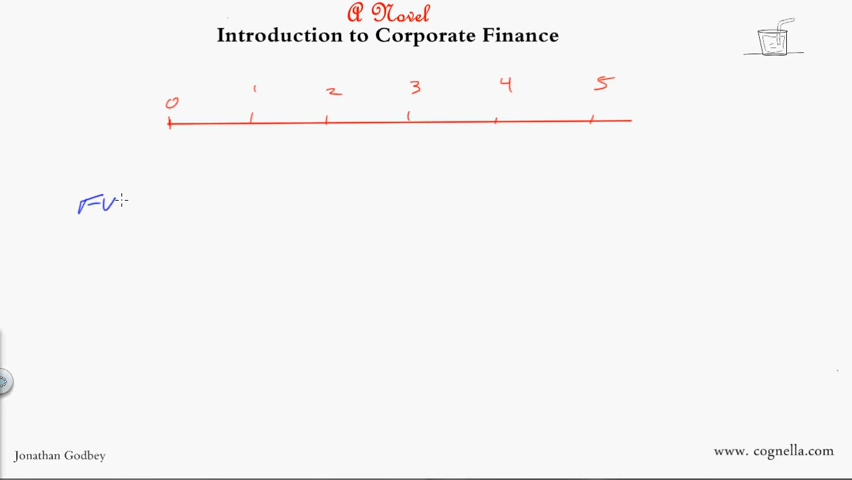 A Novel
Introduction to Corporate Finance
0 1 2 3 4 5
FV
Jonathan Godbey
www. cognella.com